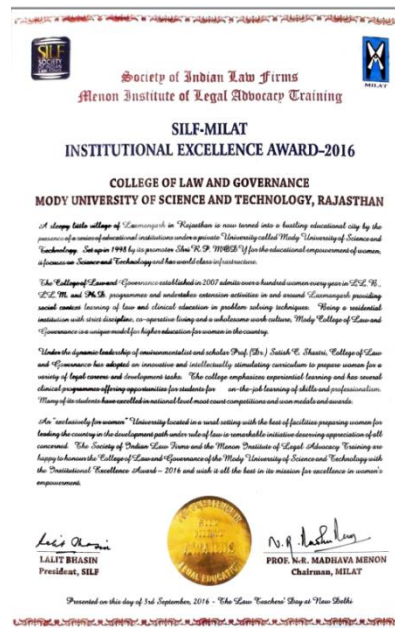 SILF
SOCIETY
OF INDIAN
LAW FIRMS
MILAT
Society of Indian Law Firms
Menon Institute of Legal Advocacy Training
SILF-MILAT
INSTITUTIONAL EXCELLENCE AWARD–2016
COLLEGE OF LAW AND GOVERNANCE
MODY UNIVERSITY OF SCIENCE AND TECHNOLOGY, RAJASTHAN
A sleepy little village of Laxmangarh in Rajasthan is now turned into a bustling educational city by the
presence of a series of educational institutions under a private University called Mody University of Science and
Technology. Set up in 1998 by its promoter Shri R. P. MODY for the educational empowerment of women,
it focuses on Science and Technology and has world class infrastructure.
The College of Law and Governance established in 2007 admits over a hundred women every year in LL. B.,
LL. M. and Ph. D. programmes and undertakes extension activities in and around Laxmangarh providing
social context learning of law and clinical education in problem solving techniques. Being a residential
institution with strict discipline, co-operative living and a wholesome work culture, Mody College of Law and
Governance is a unique model for higher education for women in the country.
Under the dynamic leadership of environmentalist and scholar Prof. (Dr.) Satish C. Shastri, College of Law
and Governance has adopted an innovative and intellectually stimulating curriculum to prepare women for a
variety of legal careers and development tasks. The college emphasizes experiential learning and has several
clinical programmes offering opportunities for students for on-the-job learning of skills and professionalism.
Many of its students have excelled in national level moot court competitions and won medals and awards.
An "exclusively for women" University located in a rural setting with the best of facilities preparing women for
leading the country in the development path under rule of law is remarkable initiative deserving appreciation of all
concerned. The Society of Indian Law Firms and the Menon Institute of Legal Advocacy Training are
happy to honour the College of Law and Governance of the Mody University of Science and Technology with
the Institutional Excellence Award – 2016 and wish it all the best in its mission for excellence in women's
empowerment.
AWARDS
LEGAL EDUCATION
LALIT BHASIN
President, SILF
PROF. N.R. MADHAVA MENON
Chairman, MILAT
Presented on this day of 3rd September, 2016 - The Law Teachers' Day at New Delhi